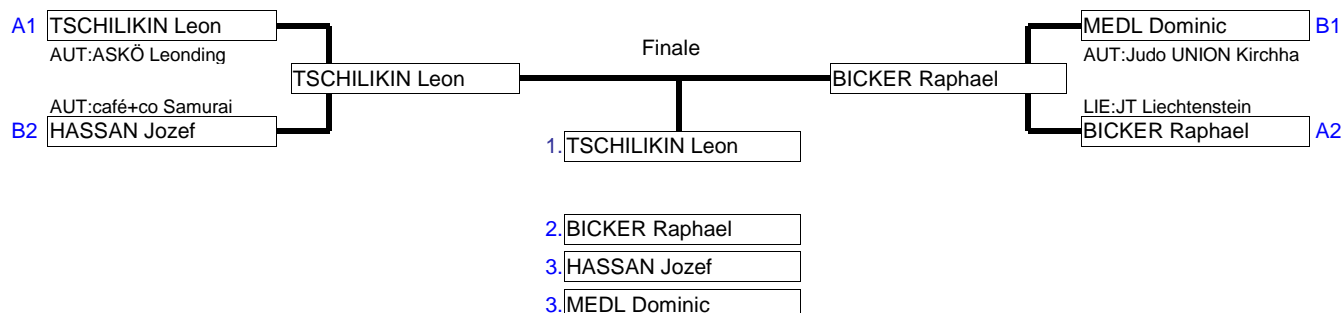 A1 TSCHILIKIN Leon
AUT:ASKÖ Leonding
TSCHILIKIN Leon
AUT:café+co Samurai
B2 HASSAN Jozef
Finale
MEDL Dominic B1
AUT:Judo UNION Kirchha
BICKER Raphael
LIE:JT Liechtenstein
BICKER Raphael A2
1. TSCHILIKIN Leon
2. BICKER Raphael
3. HASSAN Jozef
3. MEDL Dominic